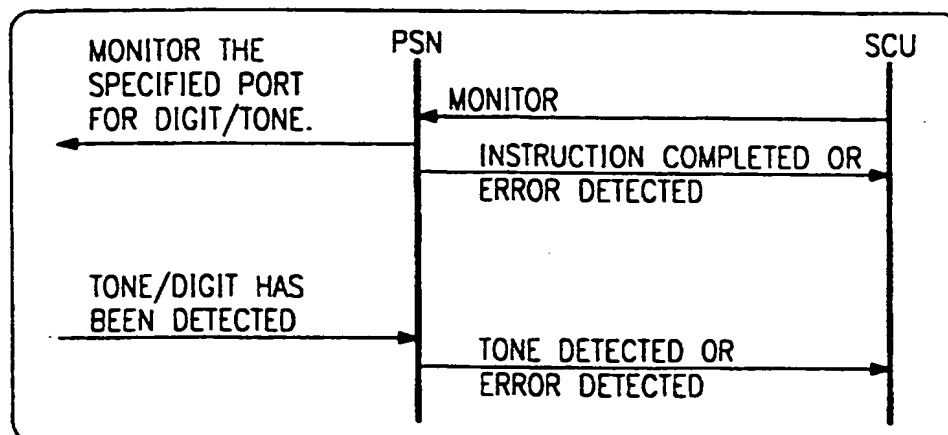 MONITOR THE
SPECIFIED PORT
FOR DIGIT/TONE.
PSN
SCU
MONITOR
INSTRUCTION COMPLETED OR
ERROR DETECTED
TONE/DIGIT HAS
BEEN DETECTED
TONE DETECTED OR
ERROR DETECTED